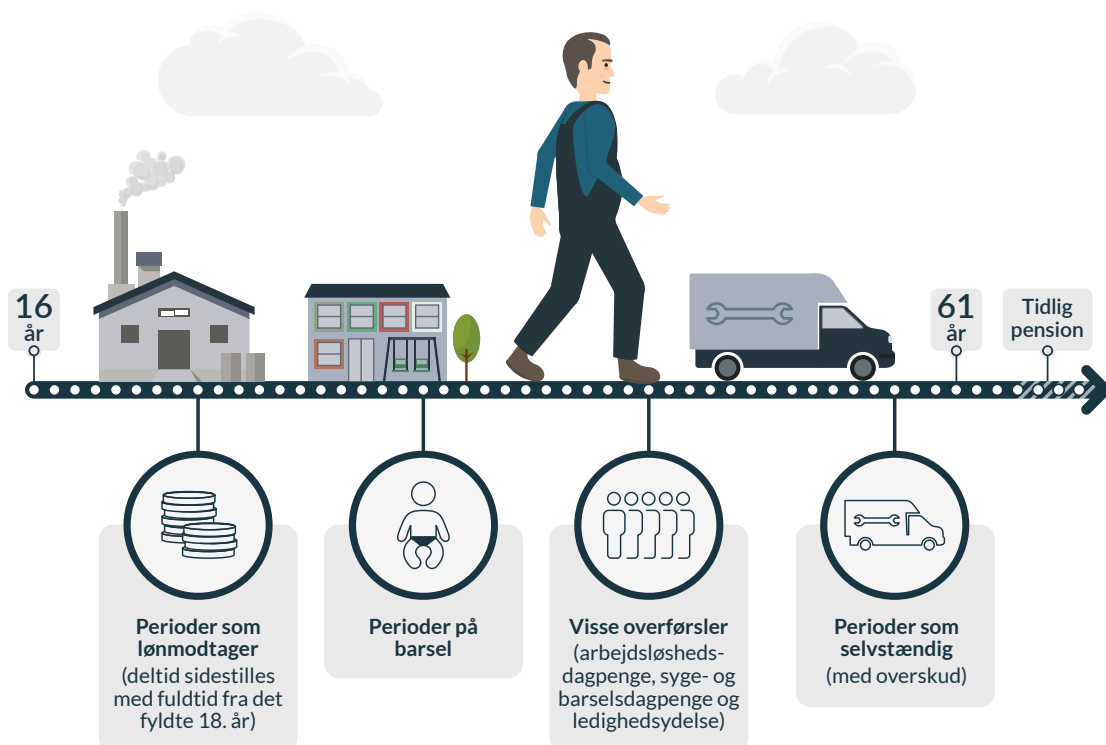 16
år
61
år
Tidlig
pension
Perioder som
lønmodtager
(deltid sidestilles
med fuldtid fra det
fyldte 18. år)
Perioder på
barsel
Visse overførsler
(arbejdsløsheds-
dagpenge, syge- og
barselsdagpenge og
ledighedsydelse)
Perioder som
selvstændig
(med overskud)